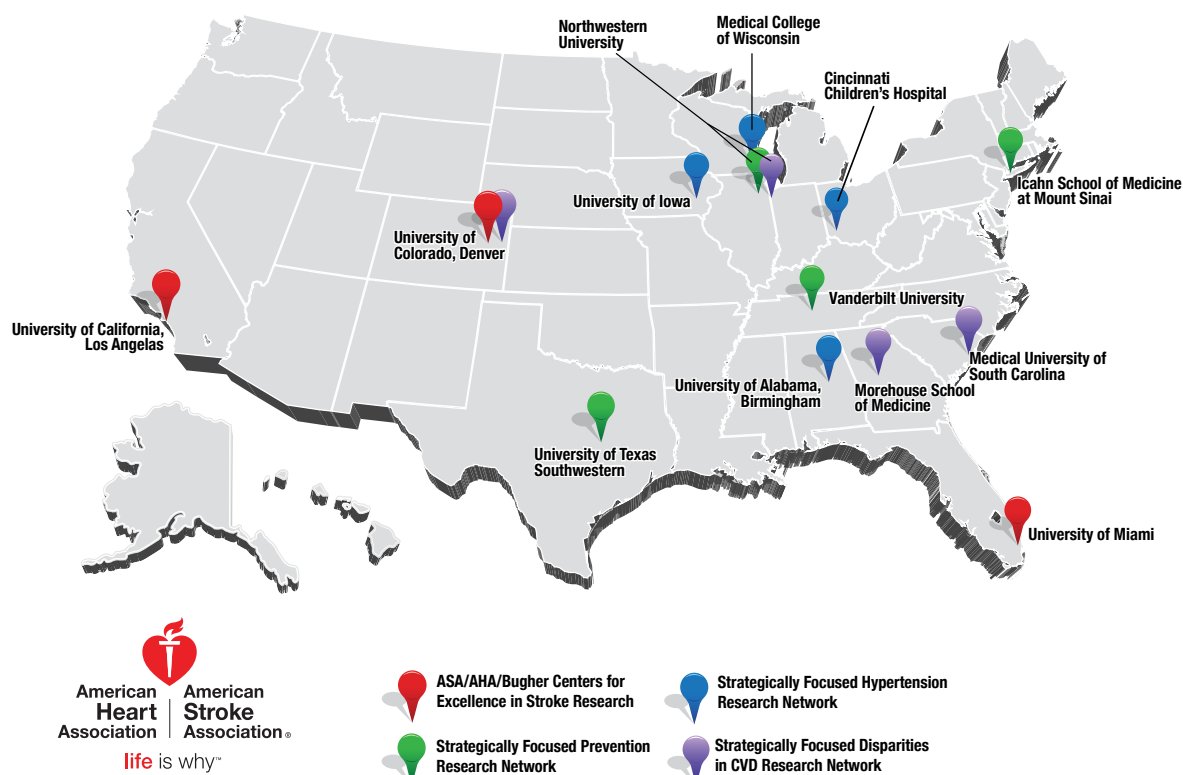 Northwestern
University
Medical College
of Wisconsin
Cincinnati
Children's Hospital
University of Iowa
Icahn School of Medicine
at Mount Sinai
University of
Colorado, Denver
Vanderbilt University
University of California,
Los Angelas
University of Alabama,
Birmingham
Morehouse School
of Medicine
Medical University of
South Carolina
University of Texas
Southwestern
University of Miami
American
Heart
Association
American
Stroke
Association®
life is why™
ASA/AHA/Bugher Centers for
Excellence in Stroke Research
Strategically Focused Prevention
Research Network
Strategically Focused Hypertension
Research Network
Strategically Focused Disparities
in CVD Research Network